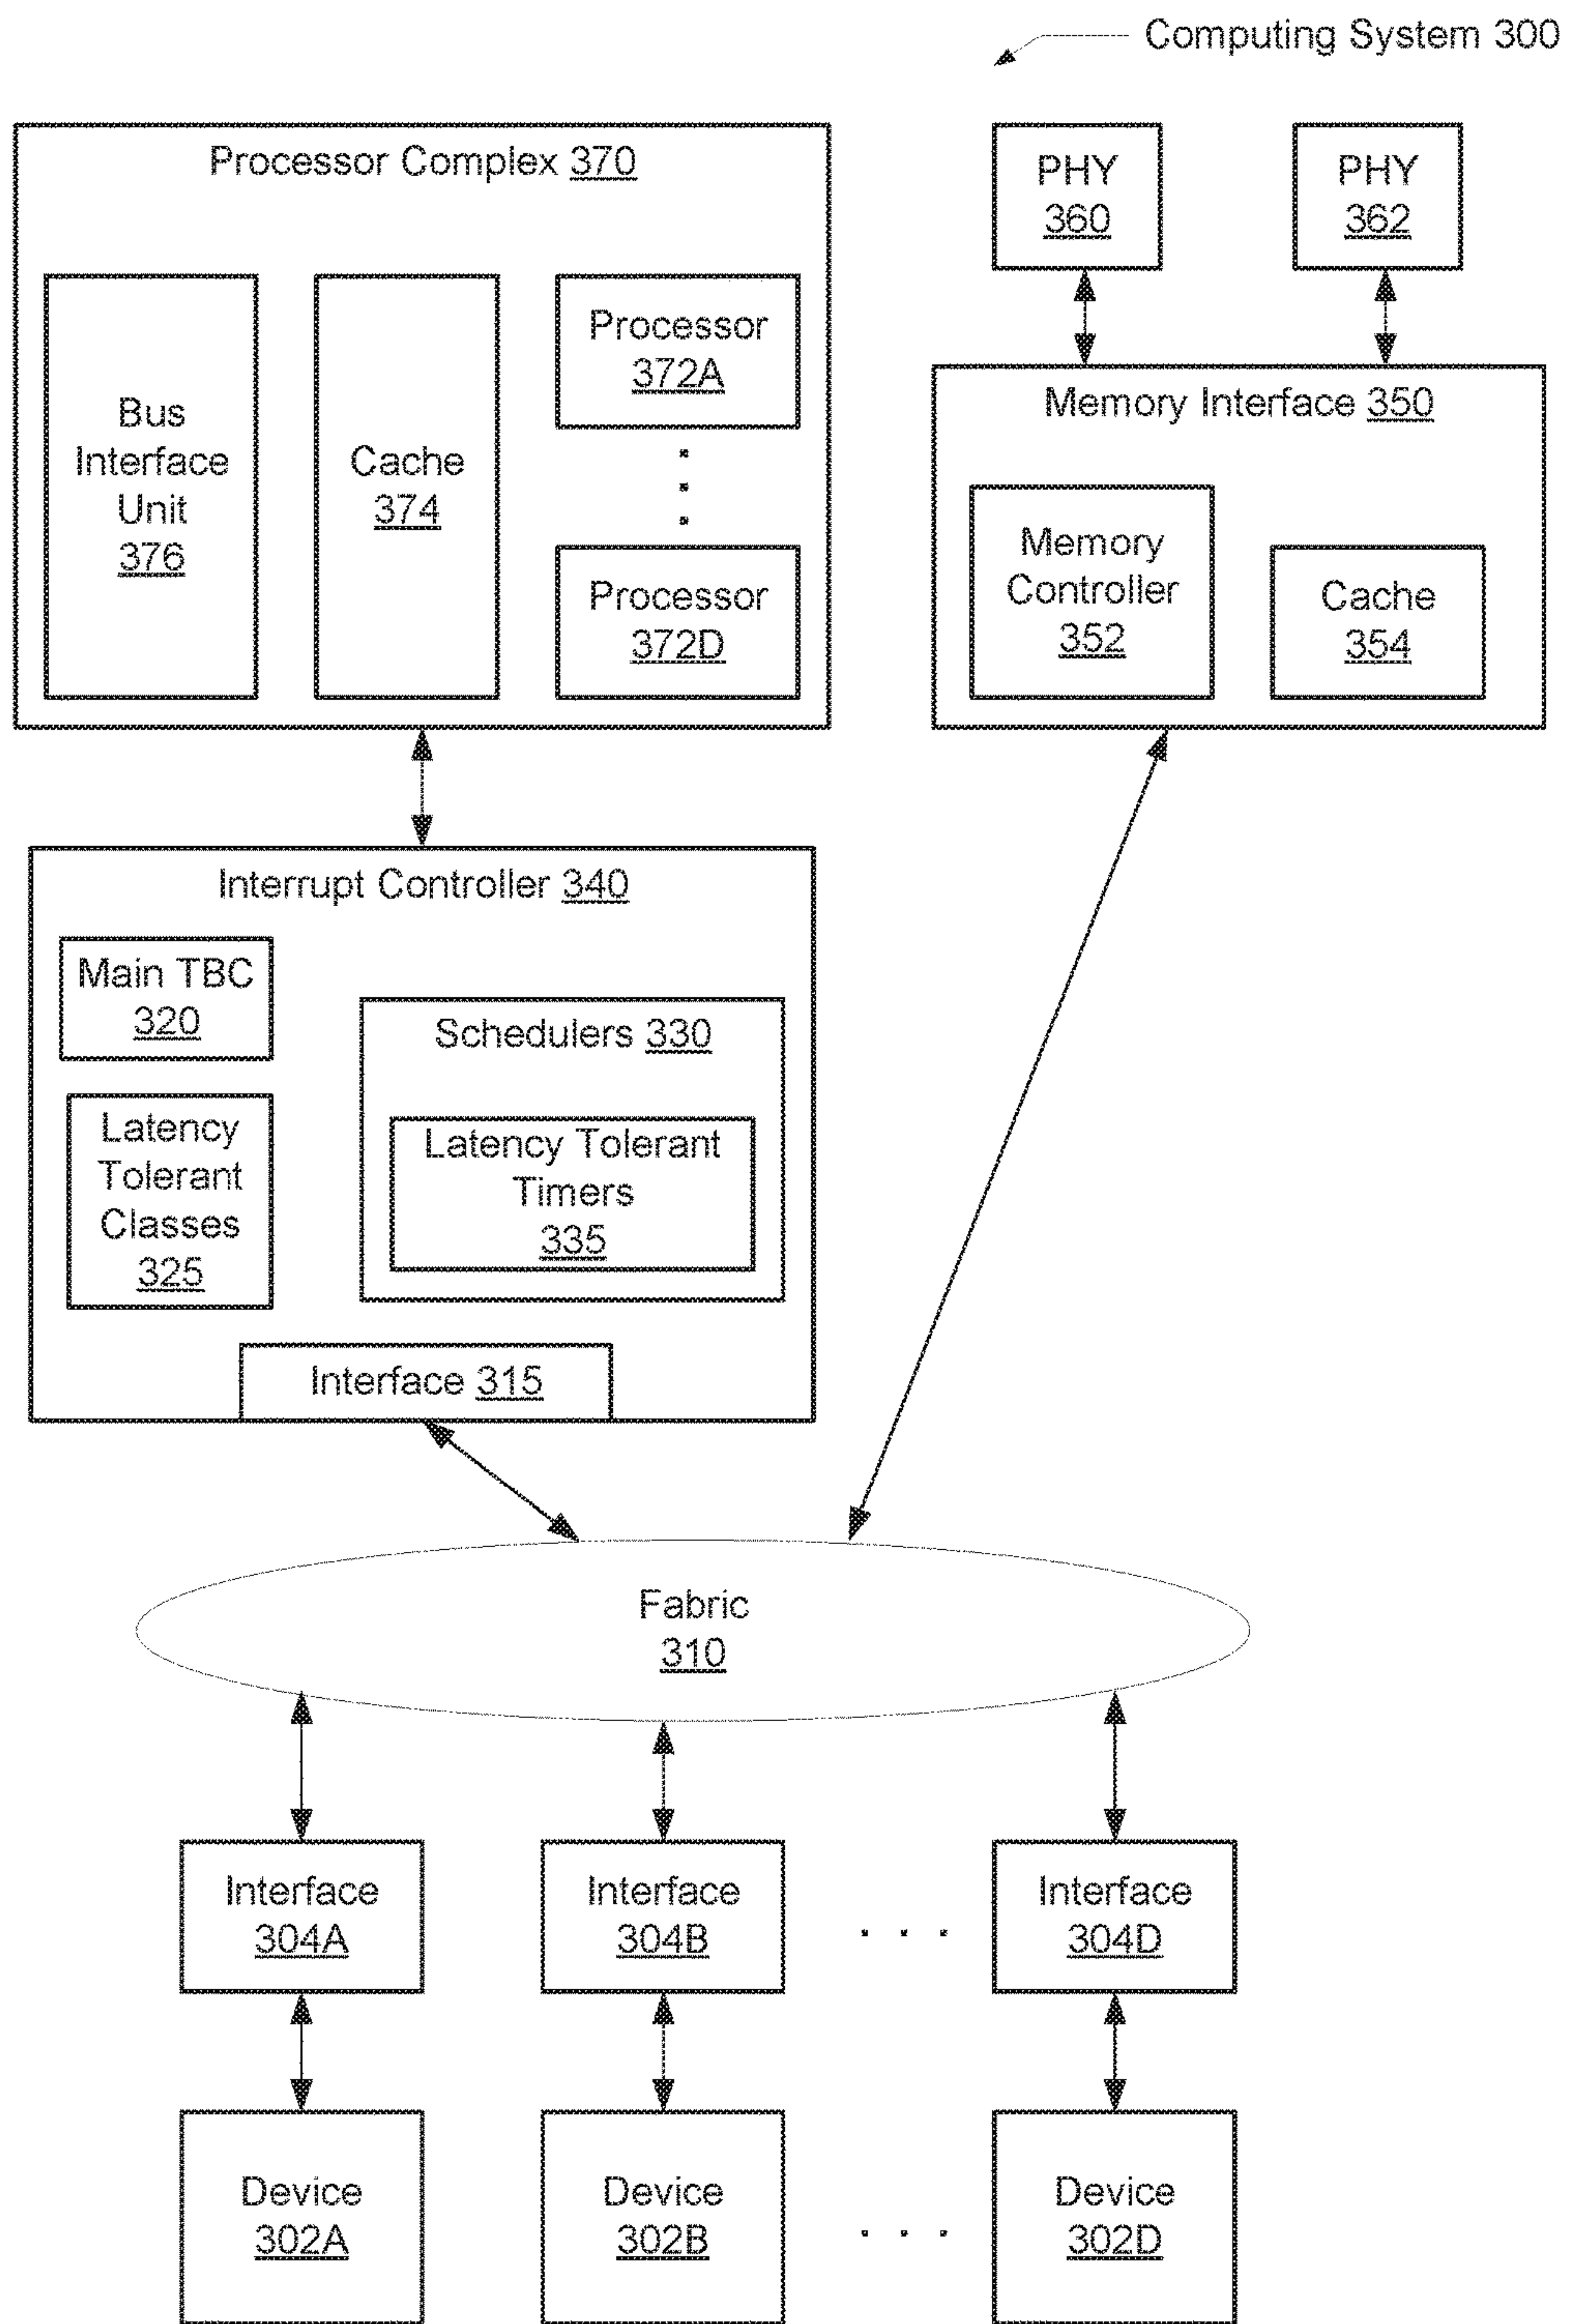 Computing System 300
Processor Complex 370
Bus
Interface
Unit
376
Cache
374
Processor
372A
Processor
372D
PHY
360
PHY
362
Memory Interface 350
Memory
Controller
352
Cache
354
Interrupt Controller 340
Main TBC
320
Latency
Tolerant
Classes
325
Schedulers 330
Latency Tolerant
Timers
335
Interface 315
Fabric
310
Interface
304A
Interface
304B
. . .
Interface
304D
Device
302A
Device
302B
. . .
Device
302D